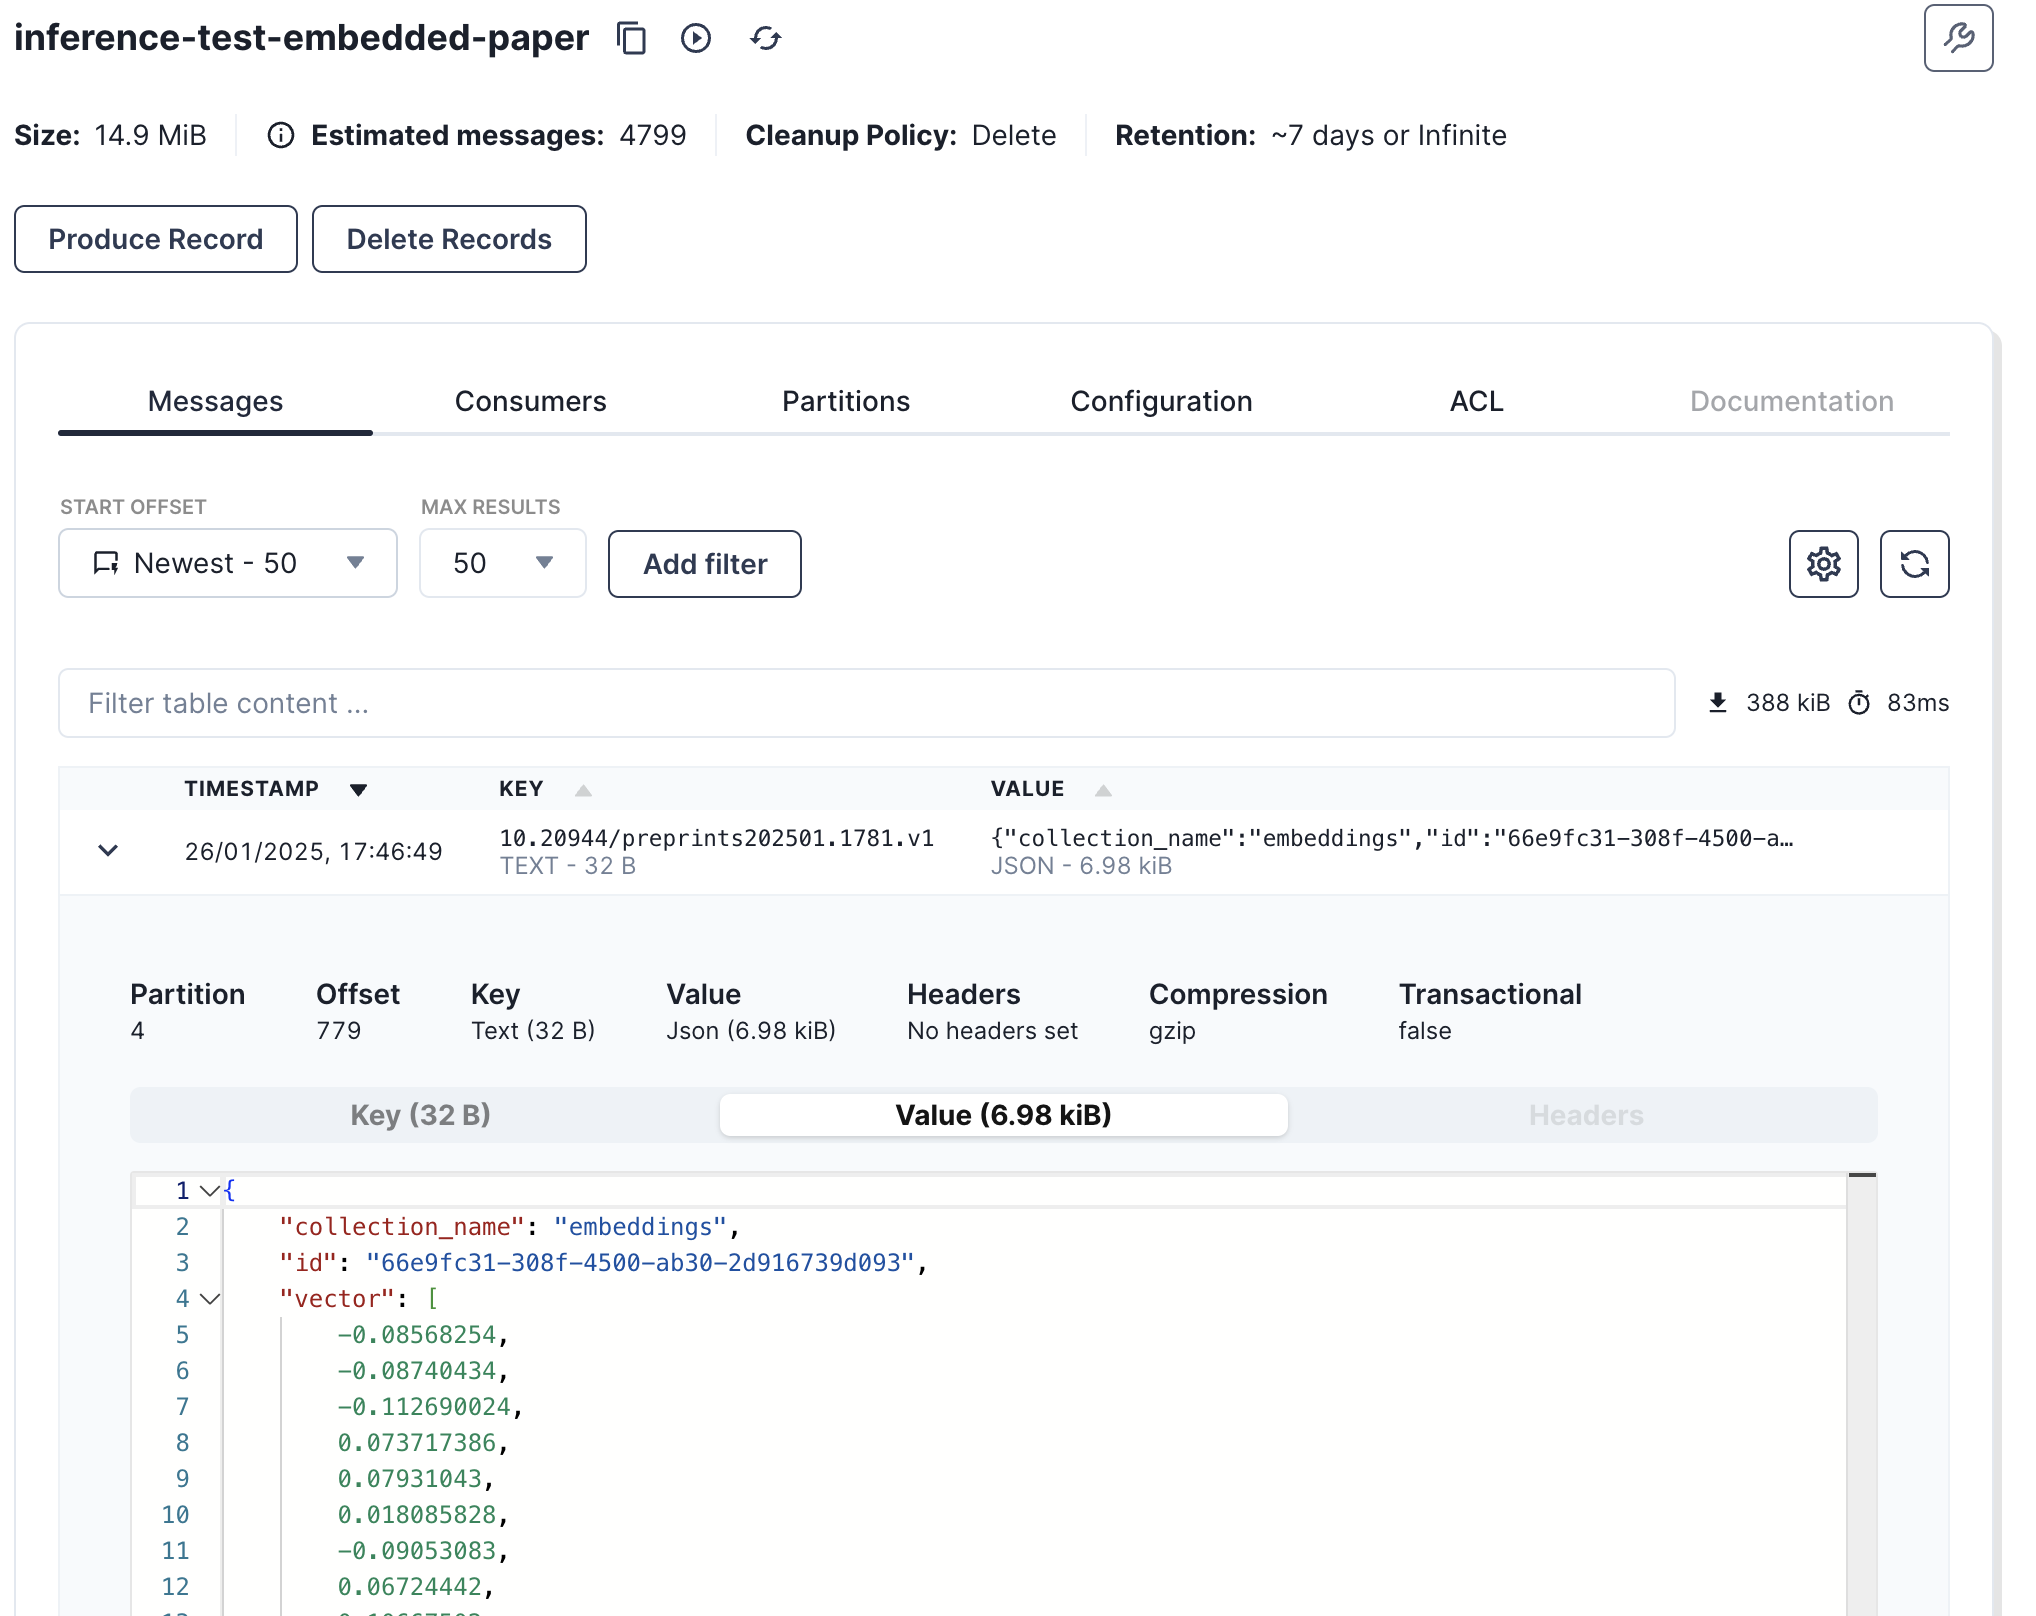 inference-test-embedded-paper
Size: 14.9 MiB Estimated messages: 4799 Cleanup Policy: Delete Retention: ~7 days or Infinite
Produce Record Delete Records
Messages Consumers Partitions Configuration ACL Documentation
START OFFSET MAX RESULTS
Newest - 50 50 Add filter
Filter table content ... 388 kiB 83ms
TIMESTAMP KEY VALUE
26/01/2025, 17:46:49 10.20944/preprints202501.1781.v1 {"collection_name":"embeddings","id":"66e9fc31-308f-4500-a…
TEXT - 32 B JSON - 6.98 kiB
Partition Offset Key Value Headers Compression Transactional
4 779 Text (32 B) Json (6.98 kiB) No headers set gzip false
Key (32 B) Value (6.98 kiB) Headers
1 {
2 "collection_name": "embeddings",
3 "id": "66e9fc31-308f-4500-ab30-2d916739d093",
4 "vector": [
5 -0.08568254,
6 -0.08740434,
7 -0.112690024,
8 0.073717386,
9 0.07931043,
10 0.018085828,
11 -0.09053083,
12 0.06724442,